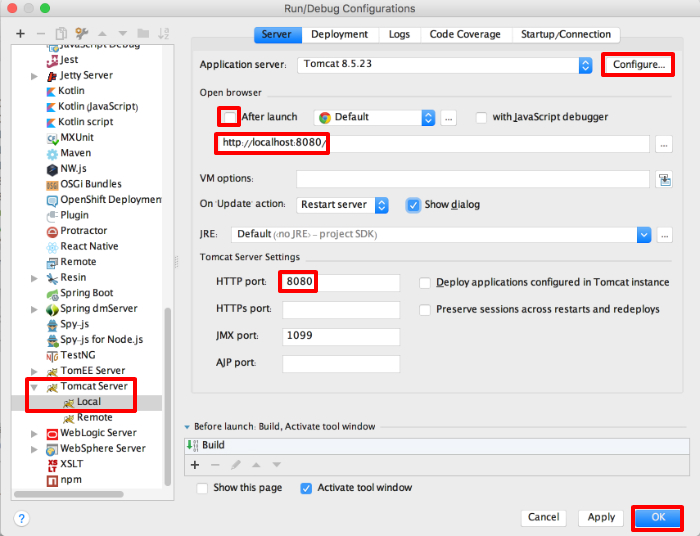 Run/Debug Configurations
JavaScript Debug
Jest
Jetty Server
Kotlin
Kotlin (JavaScript)
Kotlin script
MXUnit
Maven
NW.js
OSGi Bundles
OpenShift Deployment
Plugin
Protractor
React Native
Remote
Resin
Spring Boot
Spring dmServer
Spy-js
Spy-js for Node.js
TestNG
TomEE Server
Tomcat Server
Local
Remote
WebLogic Server
WebSphere Server
XSLT
npm
Server Deployment Logs Code Coverage Startup/Connection
Application server: Tomcat 8.5.23 Configure...
Open browser
After launch Default ... with JavaScript debugger
http://localhost:8080/ ...
VM options:
On 'Update' action: Restart server Show dialog
JRE: Default (<no JRE> – project SDK) ...
Tomcat Server Settings
HTTP port: 8080 Deploy applications configured in Tomcat instance
HTTPs port: Preserve sessions across restarts and redeploys
JMX port: 1099
AJP port:
Before launch: Build, Activate tool window
Build
Show this page Activate tool window
? Cancel Apply OK